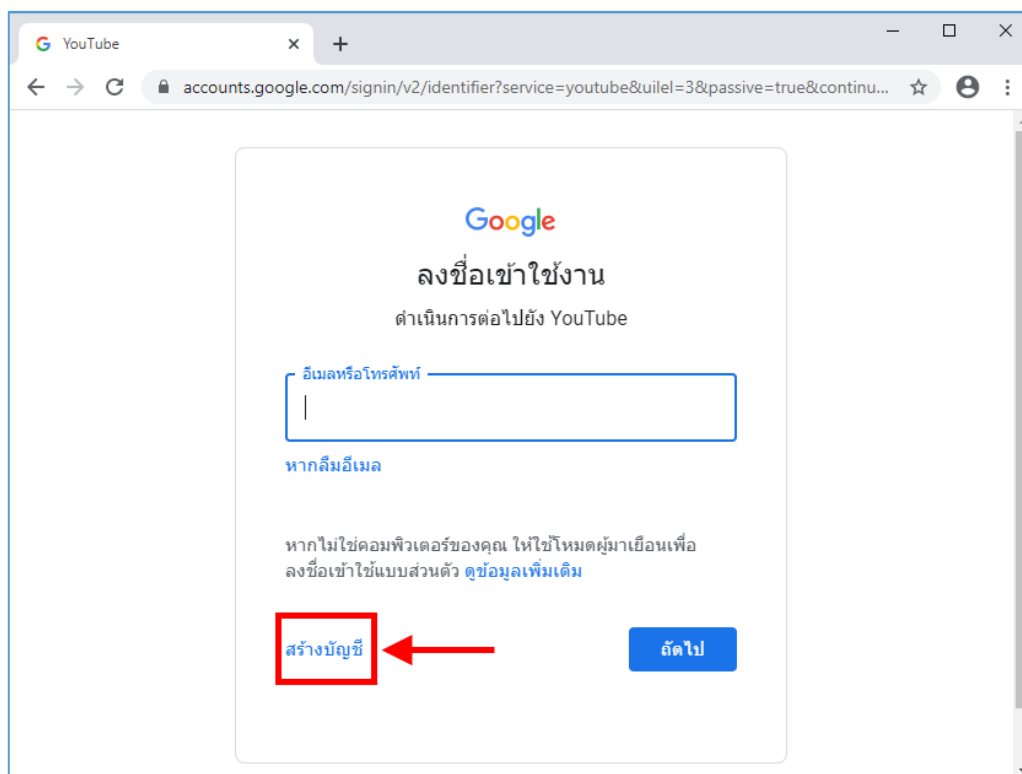 YouTube
accounts.google.com/signin/v2/identifier?service=youtube&uilel=3&passive=true&continu...
Google
ลงชื่อเข้าใช้งาน
ดำเนินการต่อไปยัง YouTube
อีเมลหรือโทรศัพท์
หากลืมอีเมล
หากไม่ใช่คอมพิวเตอร์ของคุณ ให้ใช้โหมดผู้มาเยือนเพื่อ
ลงชื่อเข้าใช้แบบส่วนตัว ดูข้อมูลเพิ่มเติม
สร้างบัญชี ถัดไป